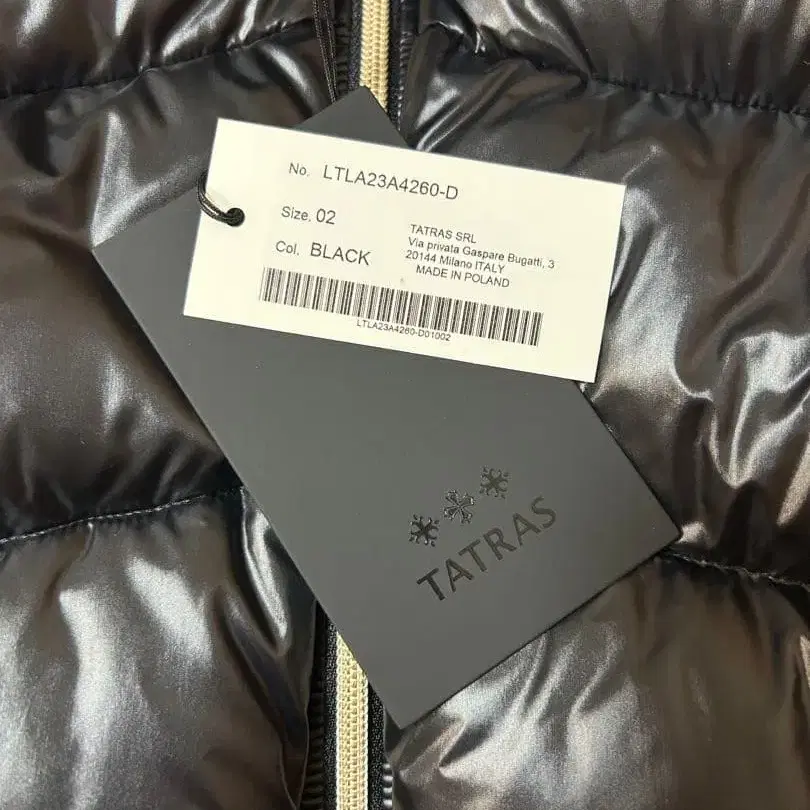 No. LTLA23A4260-D
Size. 02
Col. BLACK
TATRAS SRL
Via privata Gaspare Bugatti, 3
20144 Milano ITALY
MADE IN POLAND
LTLA23A4260-D01002
TATRAS